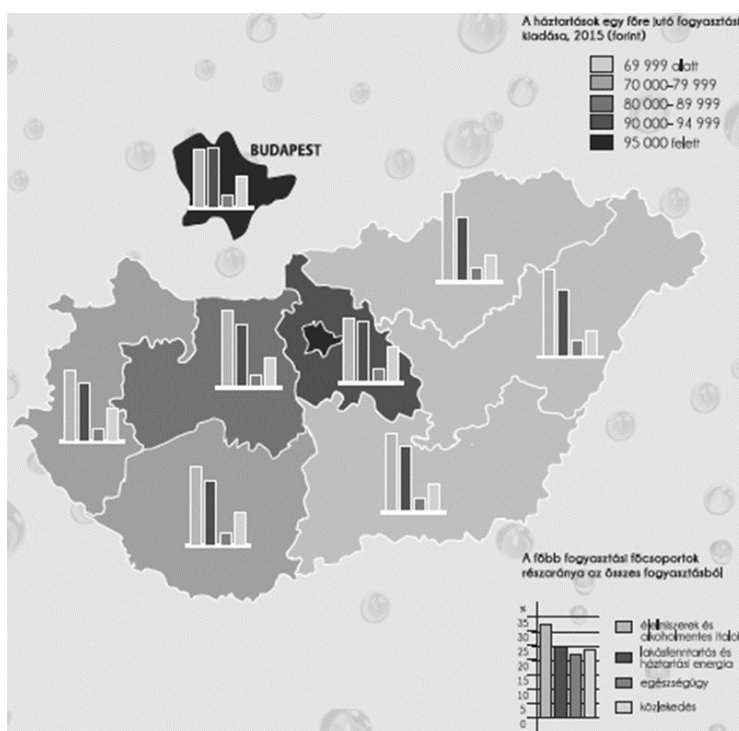 A háztartások egy főre jutó fogyasztási
kiadása, 2015 (forint)
69 999 alatt
70 000–79 999
80 000–89 999
90 000–94 999
95 000 felett
BUDAPEST
A főbb fogyasztási főcsoportok
részaránya az összes fogyasztásból
%
35
30
25
20
15
10
5
0
élelmiszerek és
alkoholmentes italok
lakásfenntartás és
háztartási energia
egészségügy
közlekedés